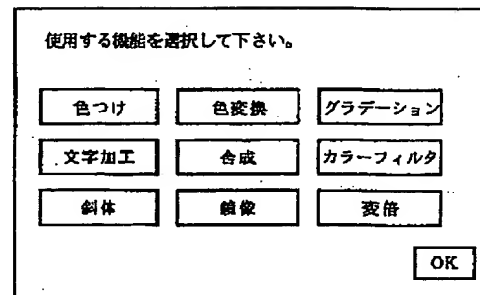 使用する機能を選択して下さい。
色つけ 色変換 グラデーション
文字加工 合成 カラーフィルタ
斜体 鏡像 変倍
OK